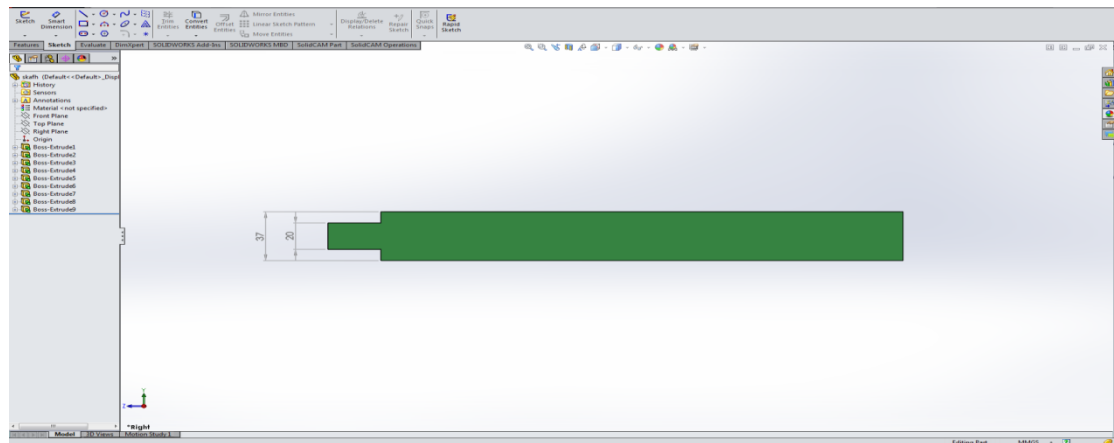 Sketch
Smart Dimension
Trim Entities
Convert Entities
Offset Entities
Mirror Entities
Linear Sketch Pattern
Move Entities
Display/Delete Relations
Repair Sketch
Quick Snaps
Rapid Sketch
Features Sketch Evaluate DimXpert SOLIDWORKS Add-Ins SOLIDWORKS MBD SolidCAM Part SolidCAM Operations
skafh (Default<<Default>_Displ
History
Sensors
Annotations
Material <not specified>
Front Plane
Top Plane
Right Plane
Origin
Boss-Extrude1
Boss-Extrude2
Boss-Extrude3
Boss-Extrude4
Boss-Extrude5
Boss-Extrude6
Boss-Extrude7
Boss-Extrude8
Boss-Extrude9
37
20
Y
Z
*Right
Model 3D Views Motion Study 1
Editing Part MMGS